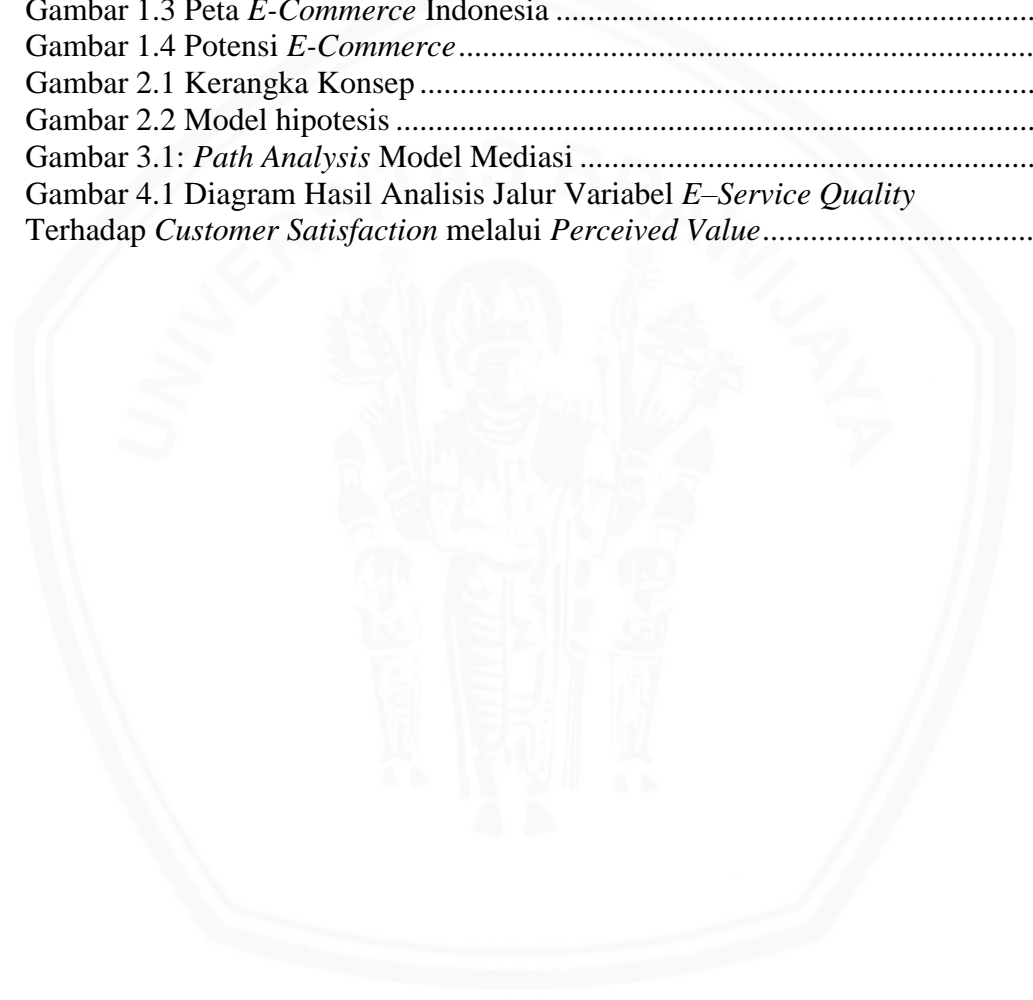 Gambar 1.3 Peta E-Commerce Indonesia ....................................................................
Gambar 1.4 Potensi E-Commerce....................................................................................
Gambar 2.1 Kerangka Konsep..........................................................................................
Gambar 2.2 Model hipotesis .............................................................................................
Gambar 3.1: Path Analysis Model Mediasi ................................................................
Gambar 4.1 Diagram Hasil Analisis Jalur Variabel E–Service Quality
Terhadap Customer Satisfaction melalui Perceived Value.......................................
UNIVERSITAS BRAWIJAYA